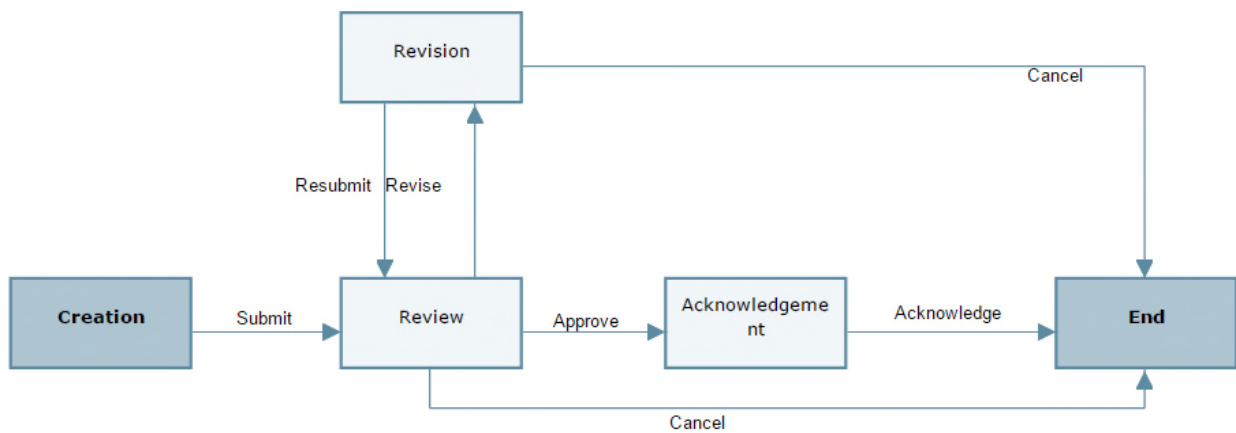 Revision
Cancel
Resubmit
Revise
Creation
Submit
Review
Approve
Acknowledgeme
nt
Acknowledge
End
Cancel